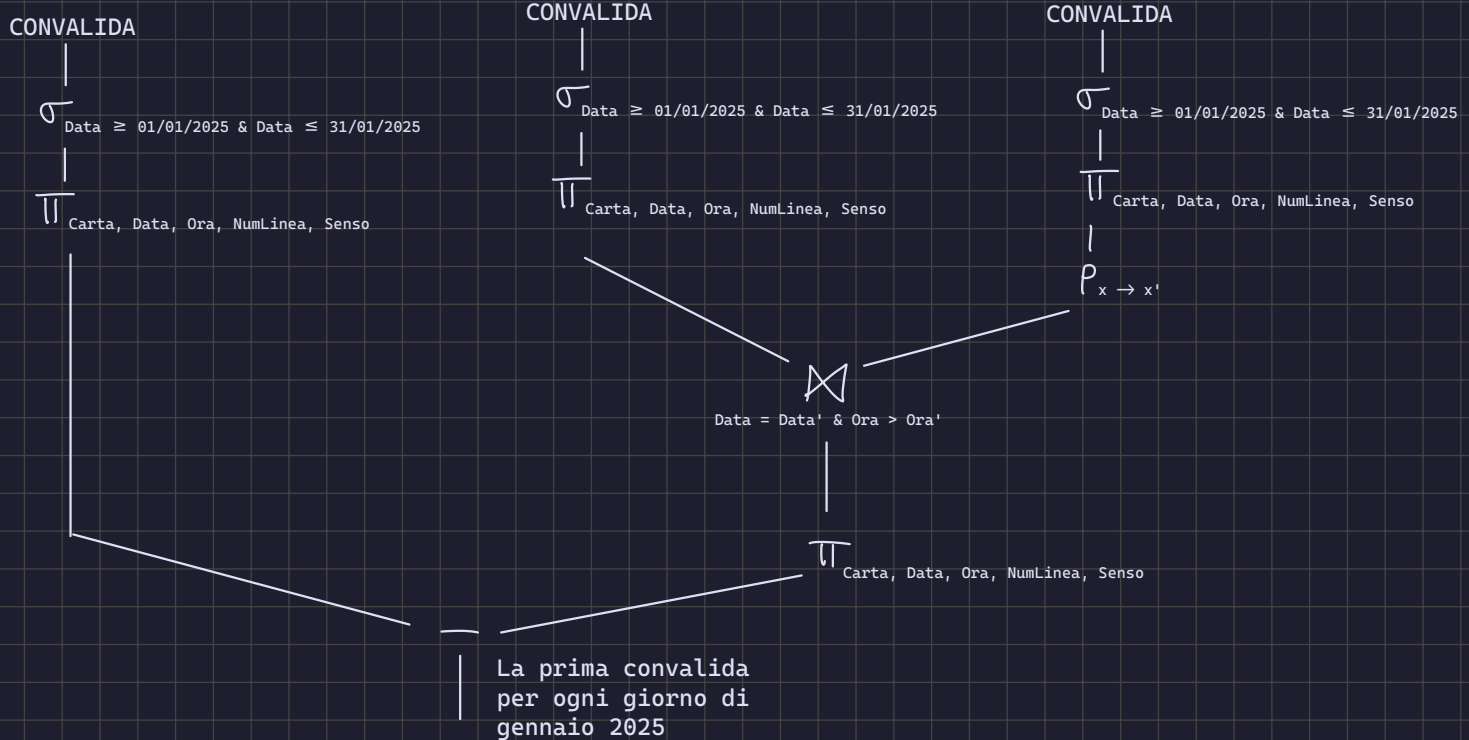 CONVALIDA
σ Data ≥ 01/01/2025 & Data ≤ 31/01/2025
π Carta, Data, Ora, NumLinea, Senso
CONVALIDA
σ Data ≥ 01/01/2025 & Data ≤ 31/01/2025
π Carta, Data, Ora, NumLinea, Senso
CONVALIDA
σ Data ≥ 01/01/2025 & Data ≤ 31/01/2025
π Carta, Data, Ora, NumLinea, Senso
ρ x → x'
⋈
Data = Data' & Ora > Ora'
π Carta, Data, Ora, NumLinea, Senso
—
La prima convalida
per ogni giorno di
gennaio 2025